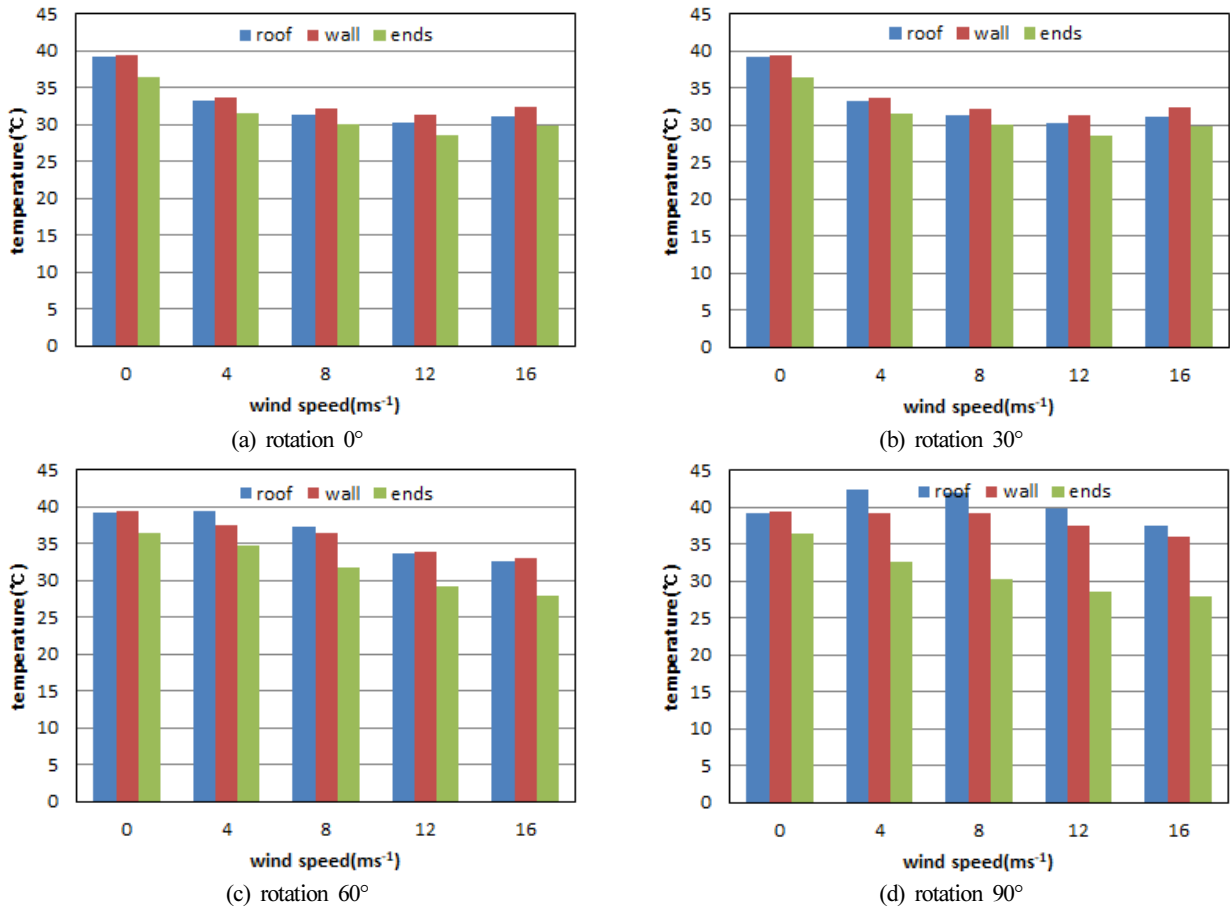 45
40
35
30
25
20
15
10
5
0
temperature(℃)
roof wall ends
0 4 8 12 16
wind speed(ms⁻¹)
(a) rotation 0°
45
40
35
30
25
20
15
10
5
0
temperature(℃)
roof wall ends
0 4 8 12 16
wind speed(ms⁻¹)
(b) rotation 30°
45
40
35
30
25
20
15
10
5
0
temperature(℃)
roof wall ends
0 4 8 12 16
wind speed(ms⁻¹)
(c) rotation 60°
45
40
35
30
25
20
15
10
5
0
temperature(℃)
roof wall ends
0 4 8 12 16
wind speed(ms⁻¹)
(d) rotation 90°